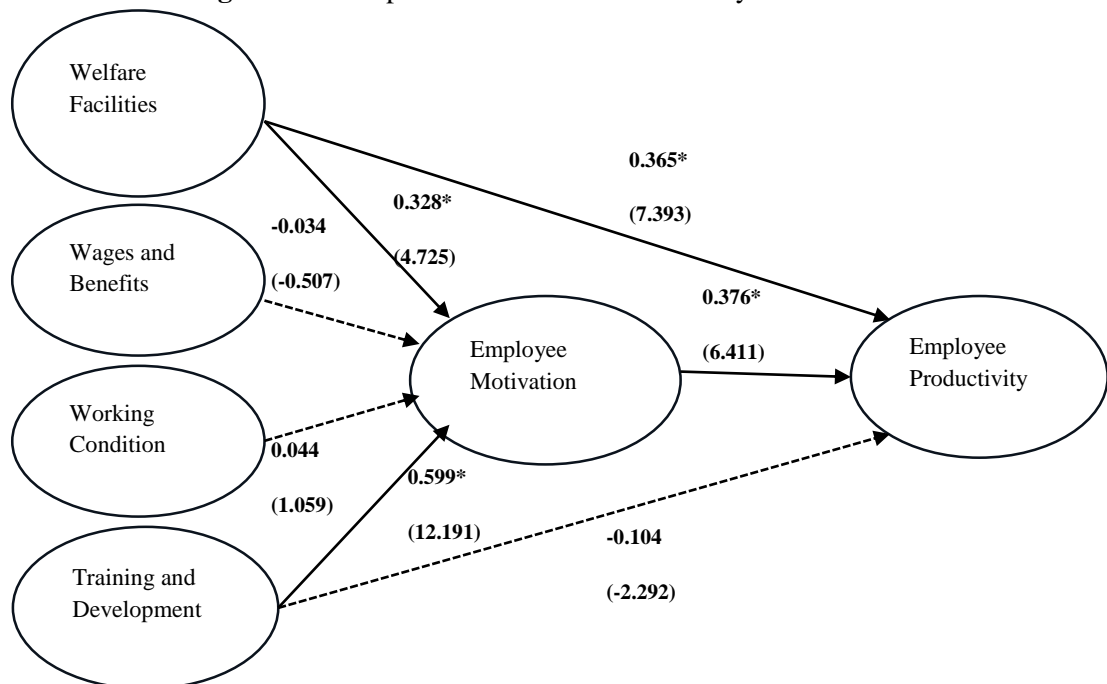 Welfare
Facilities
0.365*
(7.393)
0.328*
(4.725)
-0.034
(-0.507)
Wages and
Benefits
0.376*
(6.411)
Employee
Motivation
Employee
Productivity
Working
Condition
0.044
(1.059)
0.599*
(12.191)
-0.104
(-2.292)
Training and
Development